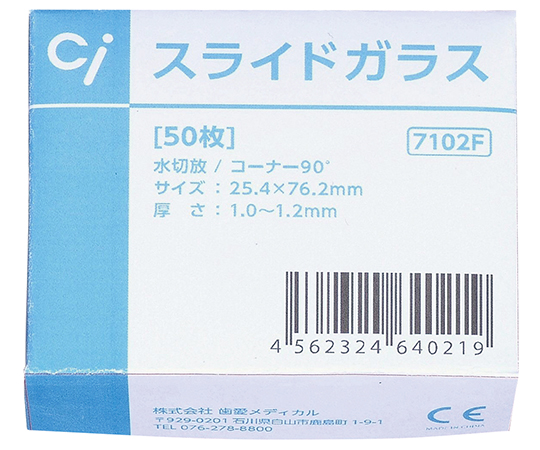 Ci
スライドガラス
[50枚]
7102F
水切放 / コーナー90°
サイズ : 25.4×76.2mm
厚　さ : 1.0～1.2mm
4 562324 640219
株式会社 歯愛メディカル
〒929-0201 石川県白山市鹿島町 1-9-1
TEL 076-278-8800
CE
MADE IN CHINA